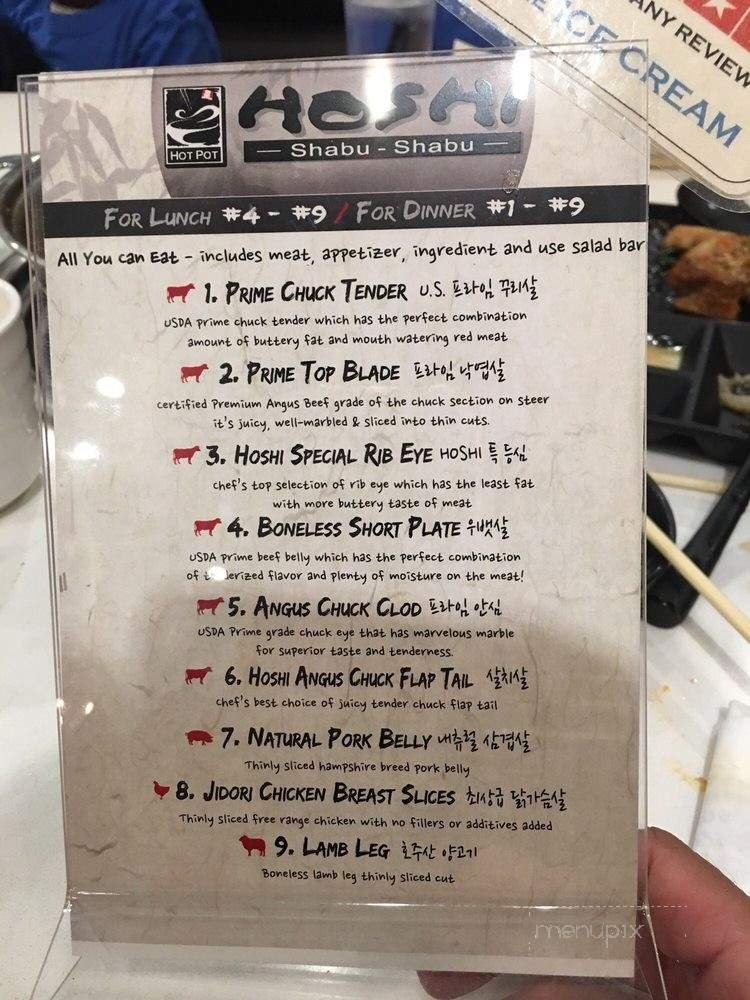 ANY REVIEW
ICE CREAM
HOSHI
HOT POT
Shabu - Shabu
FOR LUNCH #4 - #9 / FOR DINNER #1 - #9
All You can Eat - includes meat, appetizer, ingredient and use salad bar
1. PRIME CHUCK TENDER U.S. 프라임 꾸리살
USDA prime chuck tender which has the perfect combination
amount of buttery fat and mouth watering red meat
2. PRIME TOP BLADE 프라임 낙엽살
certified Premium Angus Beef grade of the chuck section on steer
it's juicy, well-marbled & sliced into thin cuts.
3. HOSHI SPECIAL RIB EYE HOSHI 특 등심
chef's top selection of rib eye which has the least fat
with more buttery taste of meat
4. BONELESS SHORT PLATE 우뱃살
USDA prime beef belly which has the perfect combination
of flavor and plenty of moisture on the meat!
5. ANGUS CHUCK CLOD 프라임 안심
USDA Prime grade chuck eye that has marvelous marble
for superior taste and tenderness.
6. HOSHI ANGUS CHUCK FLAP TAIL 살치살
chef's best choice of juicy tender chuck flap tail
7. NATURAL PORK BELLY 내츄럴 삼겹살
Thinly sliced hampshire breed pork belly
8. JIDORI CHICKEN BREAST SLICES 최상급 닭가슴살
Thinly sliced free range chicken with no fillers or additives added
9. LAMB LEG 호주산 양고기
Boneless lamb leg thinly sliced cut
menupix